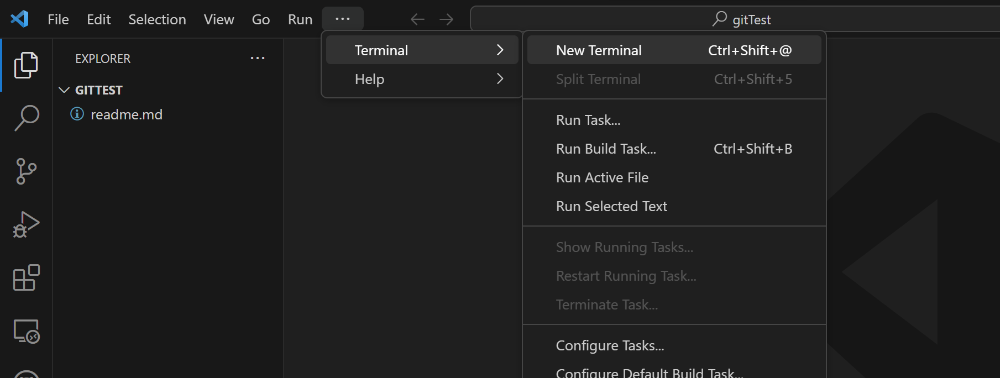 File Edit Selection View Go Run ··· gitTest
EXPLORER ···
GITTEST
readme.md
Terminal
Help
New Terminal Ctrl+Shift+@
Split Terminal Ctrl+Shift+5
Run Task...
Run Build Task... Ctrl+Shift+B
Run Active File
Run Selected Text
Show Running Tasks...
Restart Running Task...
Terminate Task...
Configure Tasks...
Configure Default Build Task...